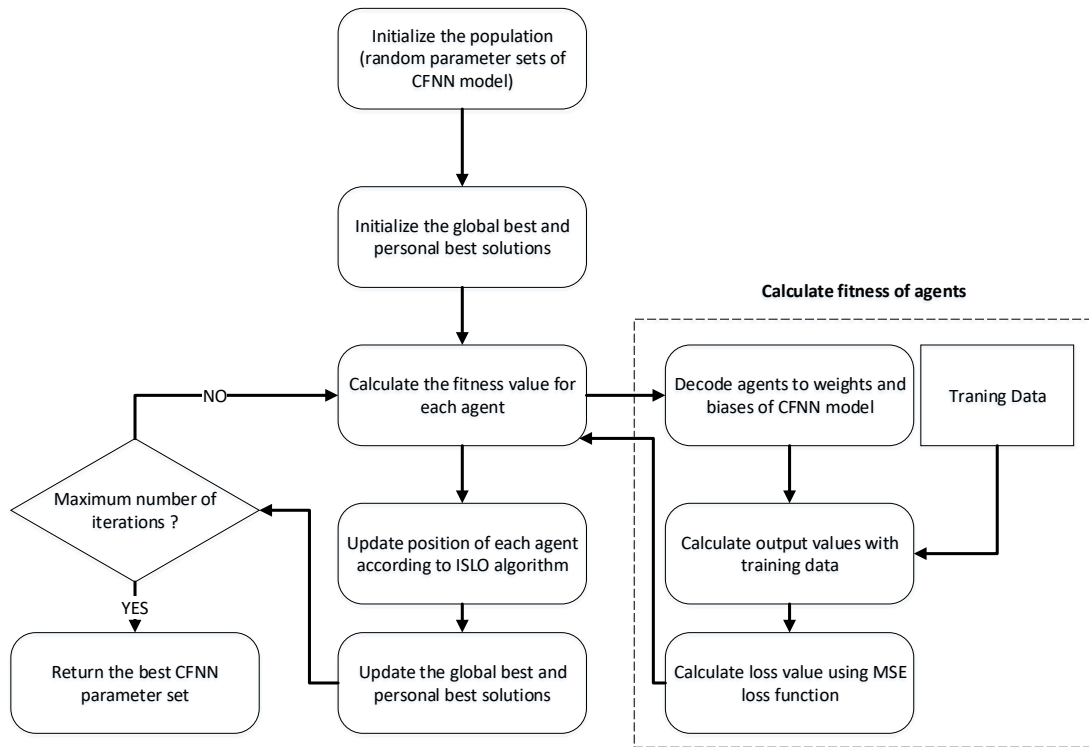 Initialize the population
(random parameter sets of
CFNN model)
Initialize the global best and
personal best solutions
Calculate fitness of agents
NO
Calculate the fitness value for
each agent
Decode agents to weights and
biases of CFNN model
Traning Data
Maximum number of
iterations ?
Update position of each agent
according to ISLO algorithm
Calculate output values with
training data
YES
Return the best CFNN
parameter set
Update the global best and
personal best solutions
Calculate loss value using MSE
loss function